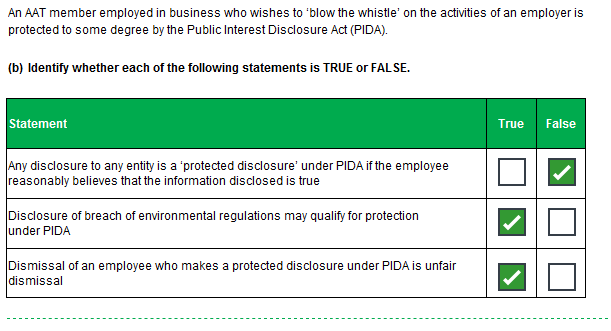 An AAT member employed in business who wishes to ‘blow the whistle’ on the activities of an employer is
protected to some degree by the Public Interest Disclosure Act (PIDA).
(b) Identify whether each of the following statements is TRUE or FALSE.
Statement True False
Any disclosure to any entity is a ‘protected disclosure’ under PIDA if the employee
reasonably believes that the information disclosed is true
Disclosure of breach of environmental regulations may qualify for protection
under PIDA
Dismissal of an employee who makes a protected disclosure under PIDA is unfair
dismissal